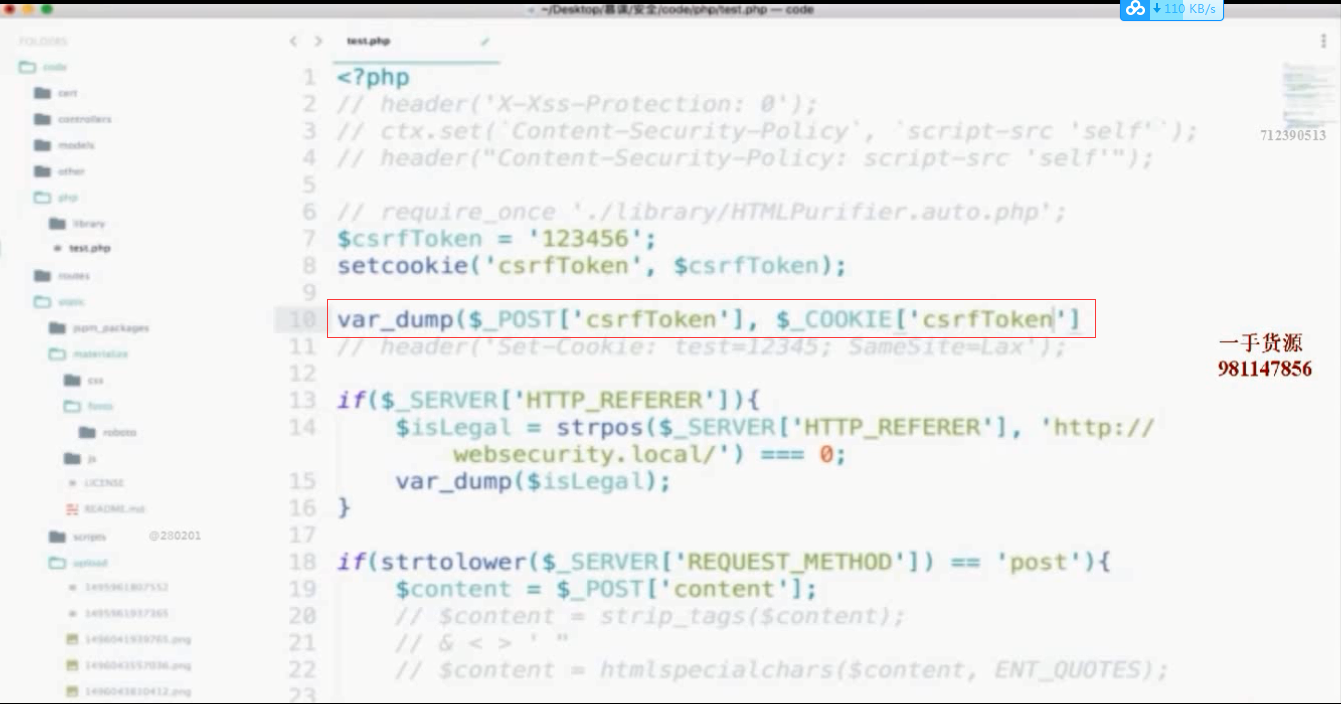 ~/Desktop/慕课/安全/code/php/test.php — code
110 KB/s
FOLDERS
code
cert
controllers
models
other
php
library
test.php
routes
static
jspm_packages
materialize
css
fonts
roboto
js
LICENSE
README.md
scripts
@280201
upload
1495961807552
1495961937365
1496041939765.png
1496043557036.png
1496043610412.png
test.php
1 <?php
2 // header('X-Xss-Protection: 0');
3 // ctx.set(`Content-Security-Policy`, `script-src 'self'`);
4 // header("Content-Security-Policy: script-src 'self'");
5
6 // require_once './library/HTMLPurifier.auto.php';
7 $csrfToken = '123456';
8 setcookie('csrfToken', $csrfToken);
9
10 var_dump($_POST['csrfToken'], $_COOKIE['csrfToken']
11 // header('Set-Cookie: test=12345; SameSite=Lax');
12
13 if($_SERVER['HTTP_REFERER']){
14 $isLegal = strpos($_SERVER['HTTP_REFERER'], 'http://
websecurity.local/') === 0;
15 var_dump($isLegal);
16 }
17
18 if(strtolower($_SERVER['REQUEST_METHOD']) == 'post'){
19 $content = $_POST['content'];
20 // $content = strip_tags($content);
21 // & < > ' "
22 // $content = htmlspecialchars($content, ENT_QUOTES);
23
712390513
一手货源
981147856